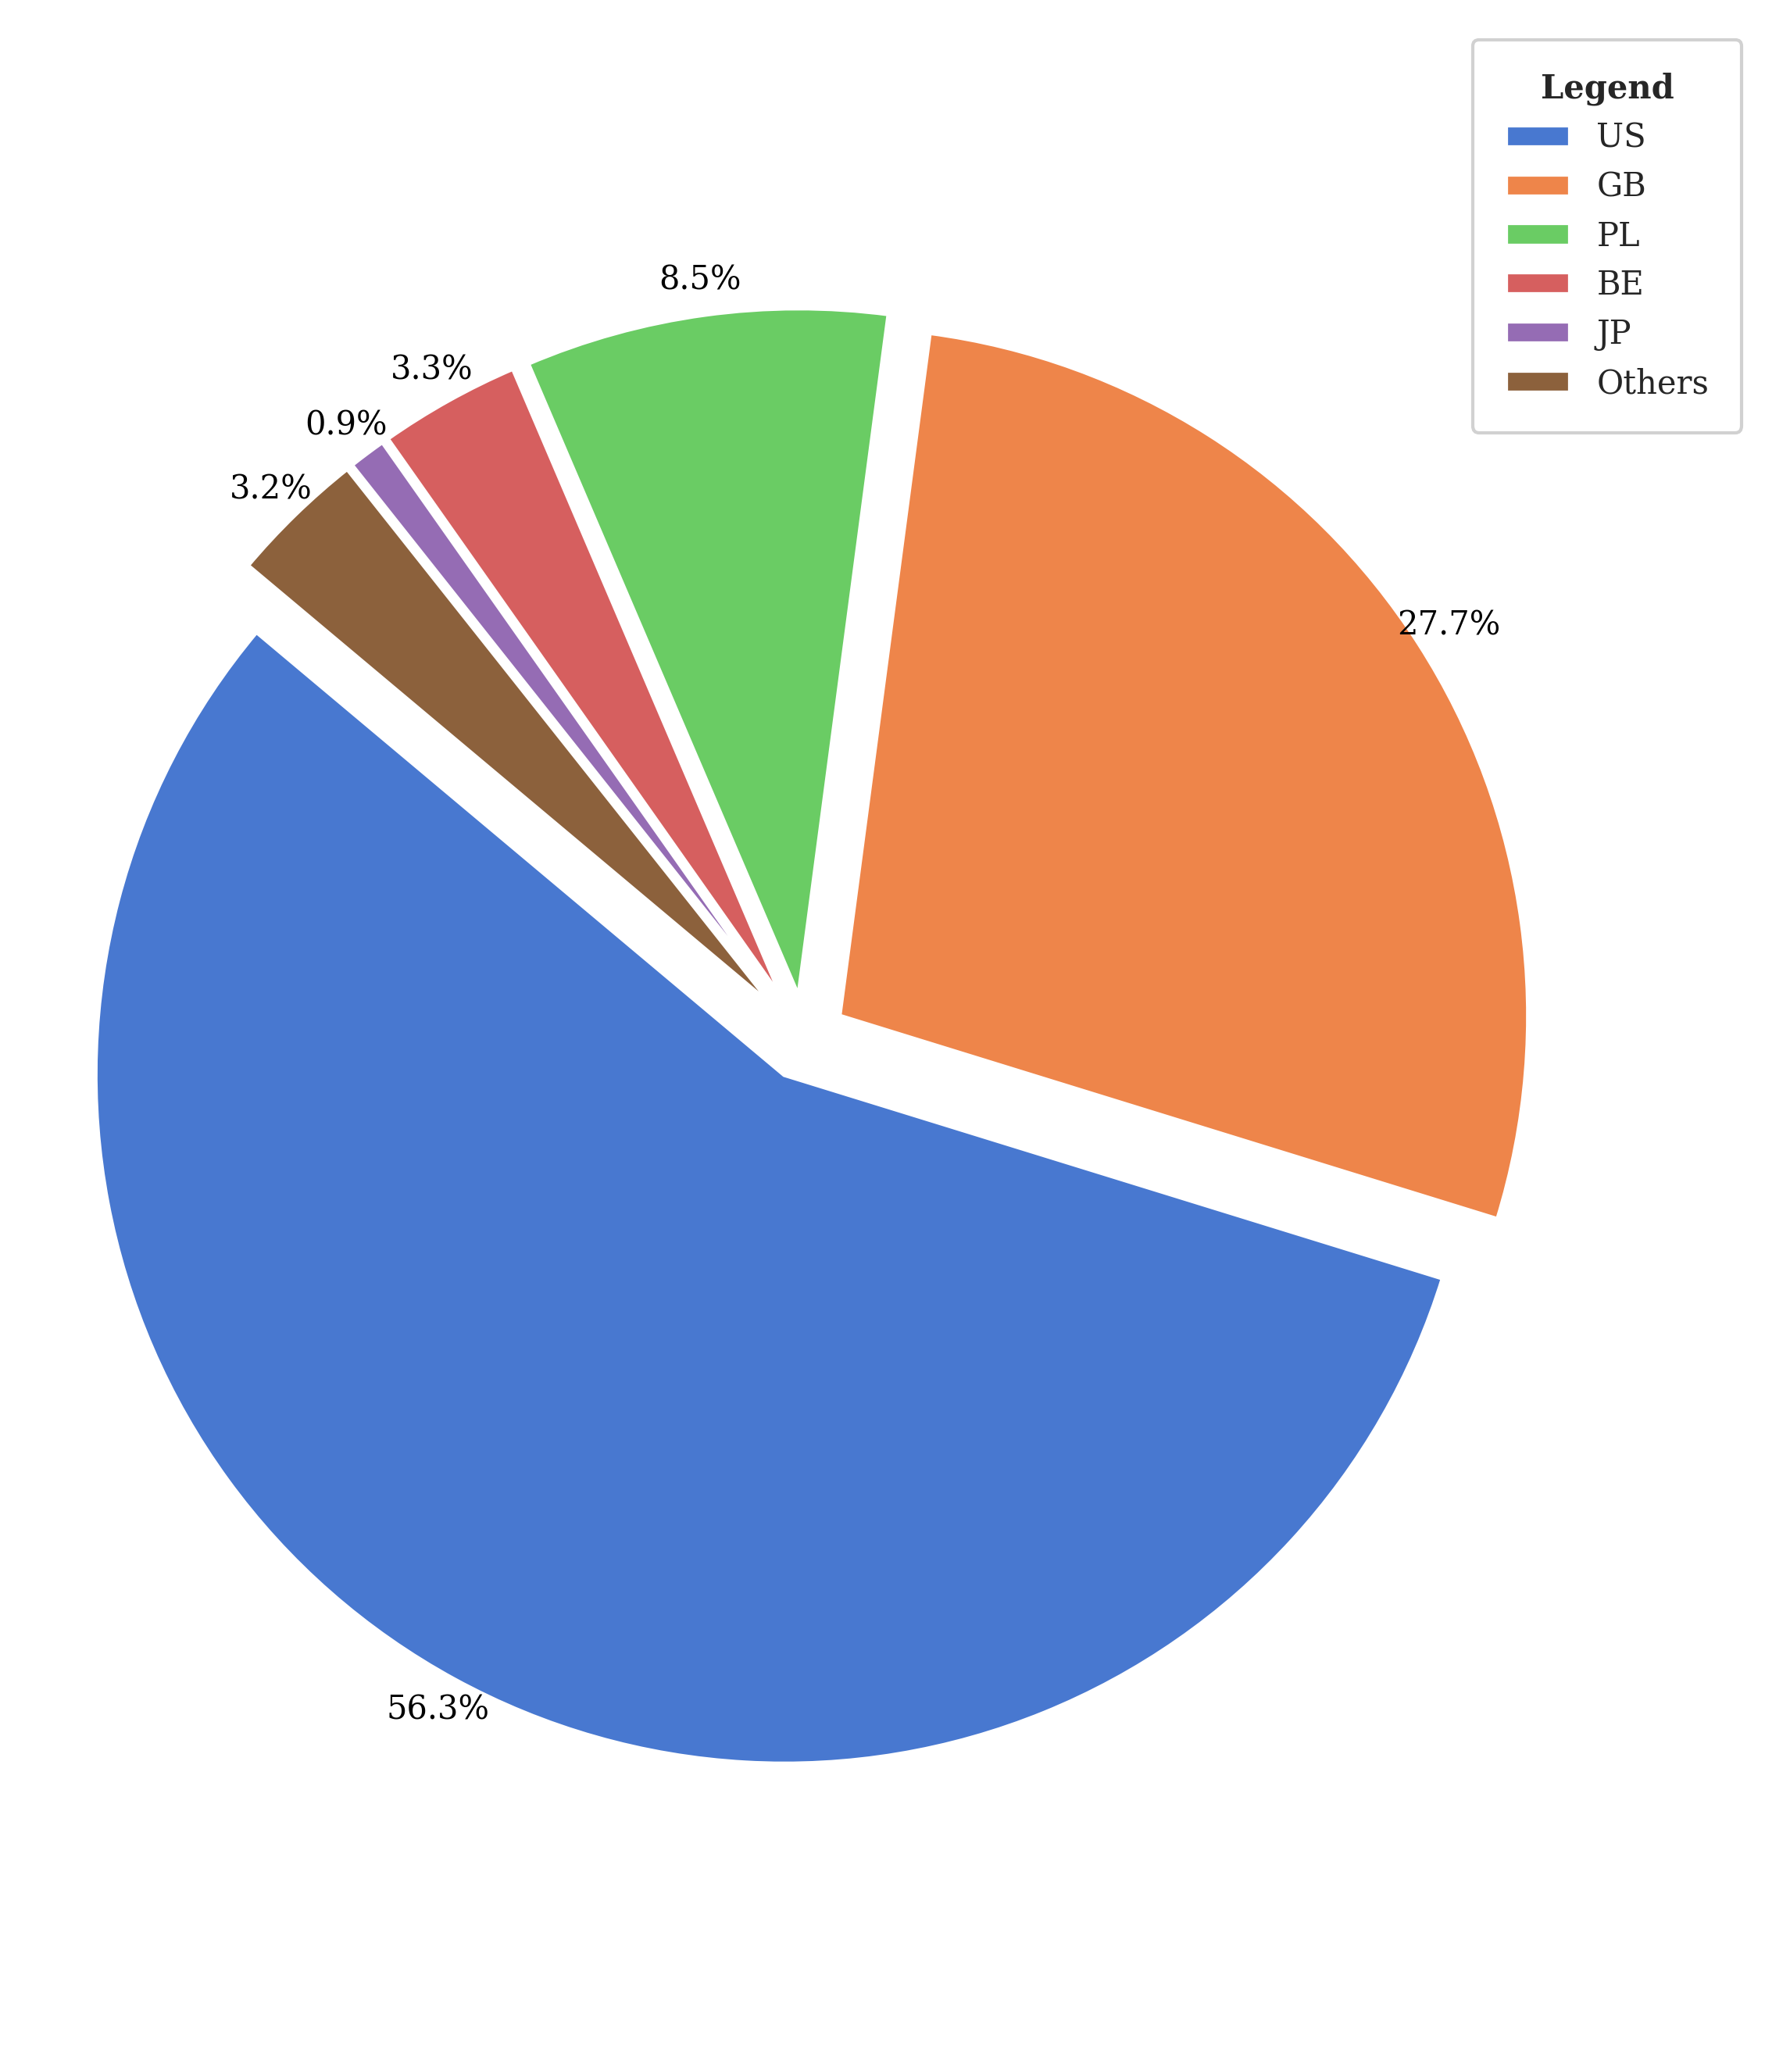 Legend
US
GB
PL
BE
JP
Others
8.5%
3.3%
0.9%
3.2%
27.7%
56.3%